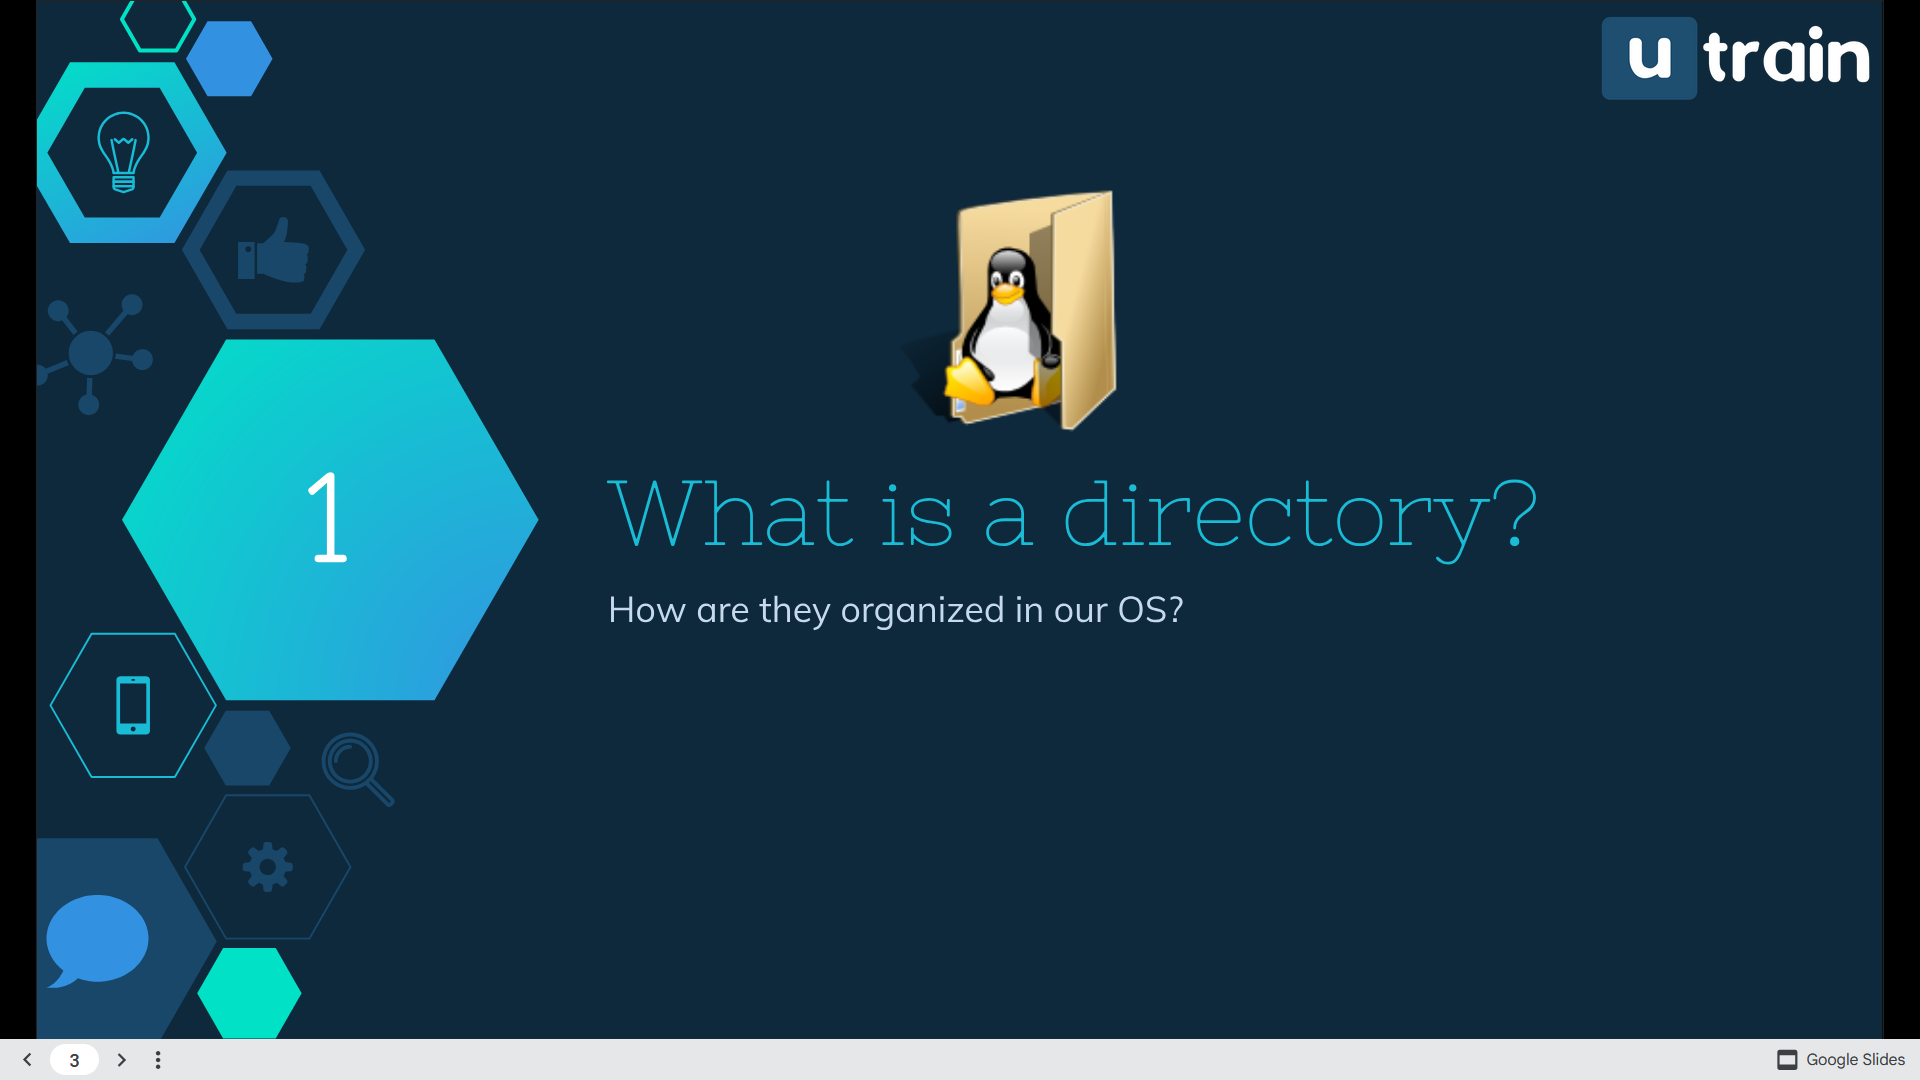 u train
1
What is a directory?
How are they organized in our OS?
3
Google Slides